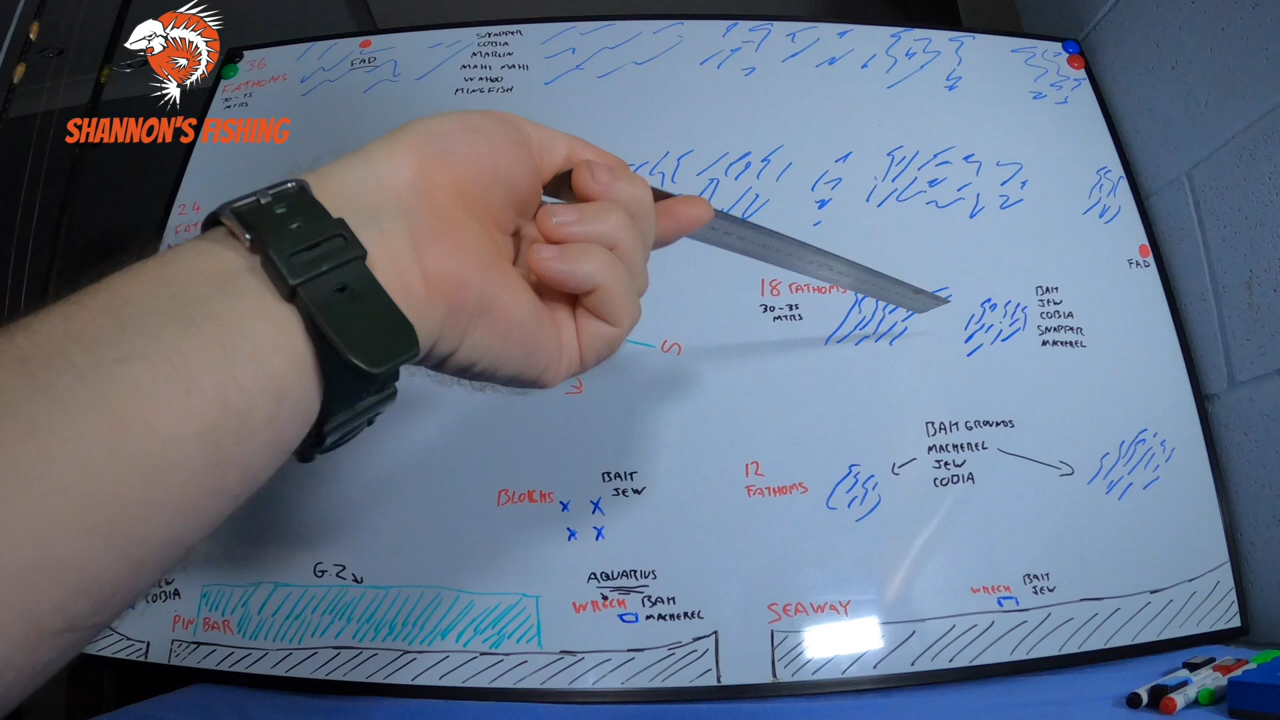 SHANNON'S FISHING
36
FATHOMS
MTRS
FAD
SNAPPER
COBIA
MARLIN
MAHI MAHI
WAHOO
KINGFISH
24
18 FATHOMS
30-35
MTRS
FAD
BAIT
JEW
COBIA
SNAPPER
MACKEREL
S
12
FATHOMS
BAIT GROUNDS
MACKEREL
JEW
COBIA
BLOCKS
BAIT
JEW
X X
X X
COBIA
PIN BAR
G.2
AQUARIUS
WRECK
BAIT
MACKEREL
SEAWAY
WRECK
BAIT
JEW